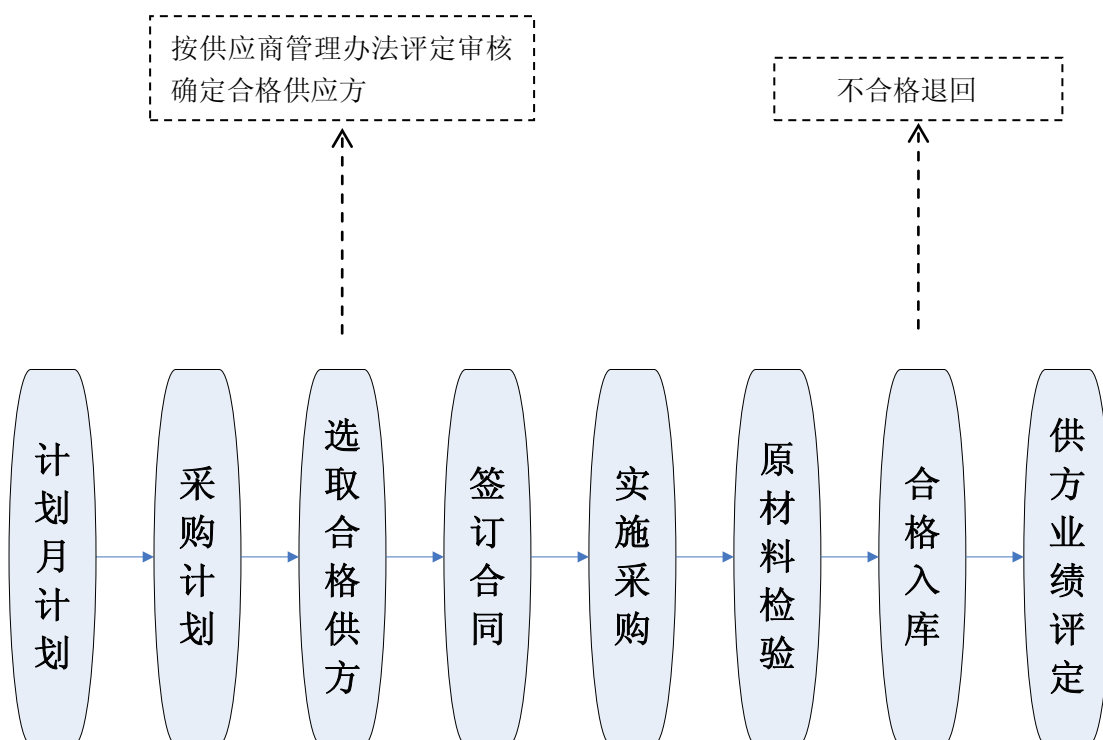 按供应商管理办法评定审核
确定合格供应方
不合格退回
计划月计划
采购计划
选取合格供方
签订合同
实施采购
原材料检验
合格入库
供方业绩评定